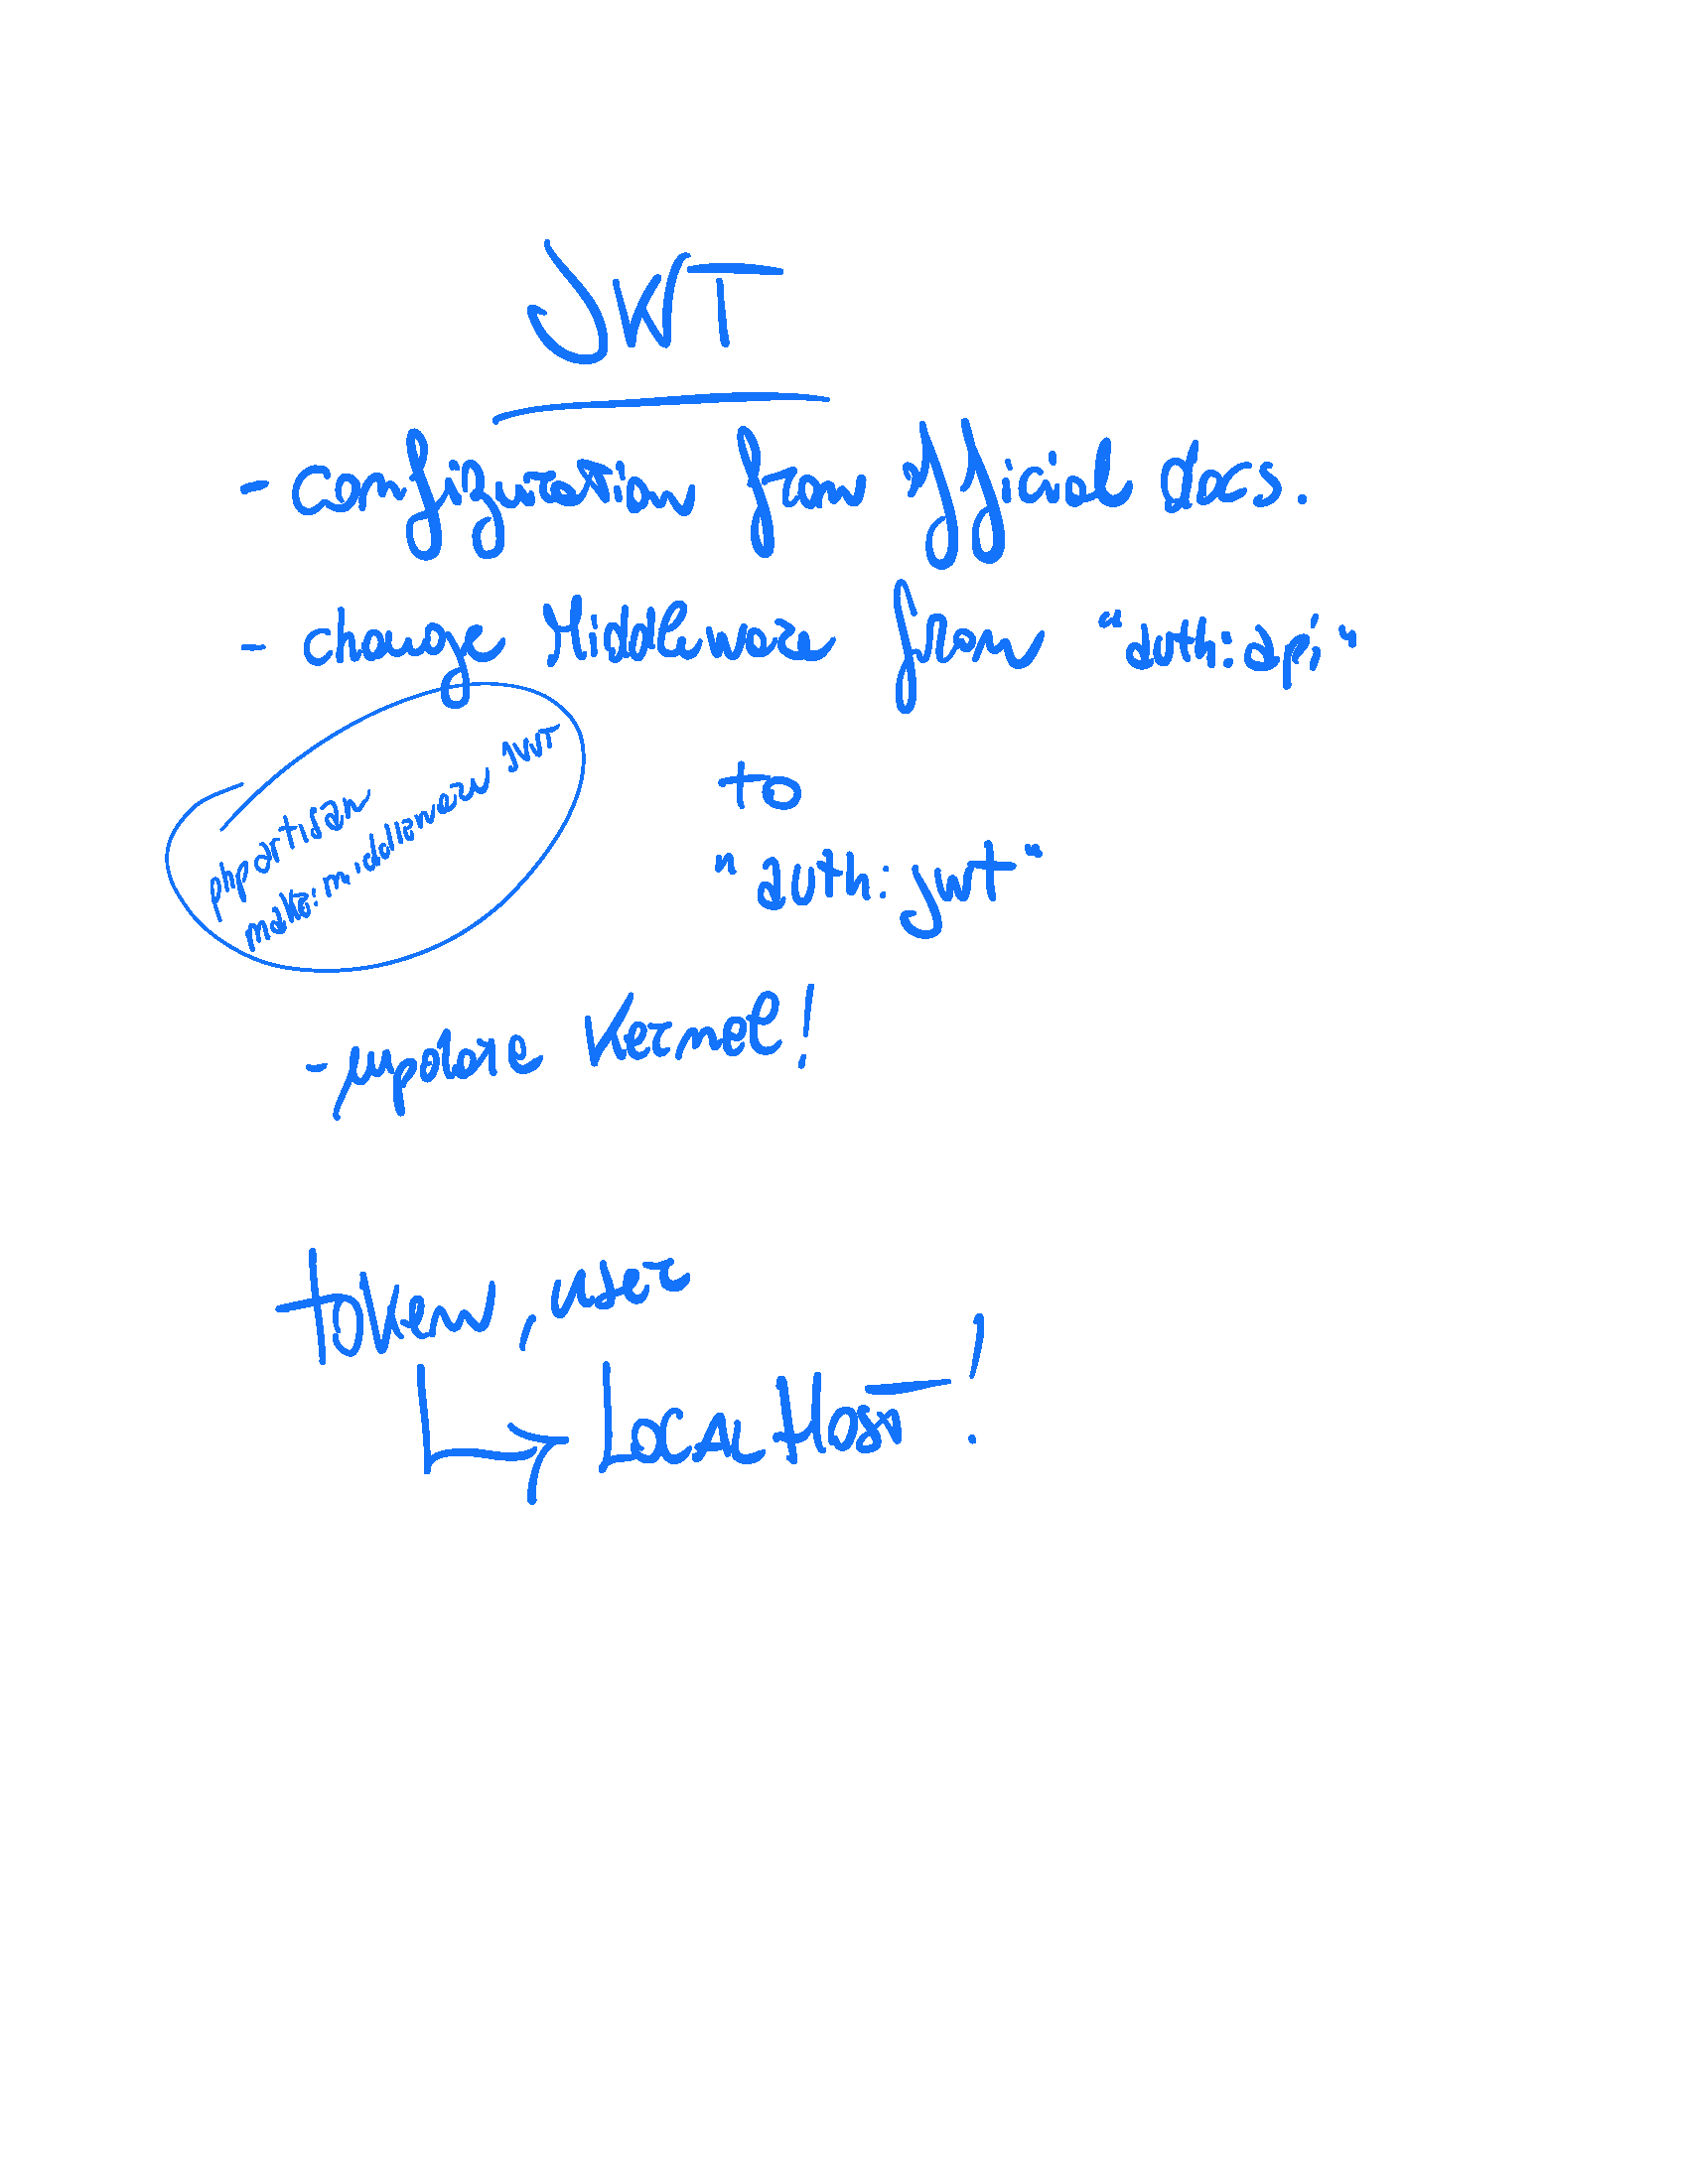 JWT
- configuration from official docs.
- change Middleware from "auth:api"
to
"auth:jwt"
php artisan
make:middleware JWT
- update Kernel!
token, user
LocalHost!